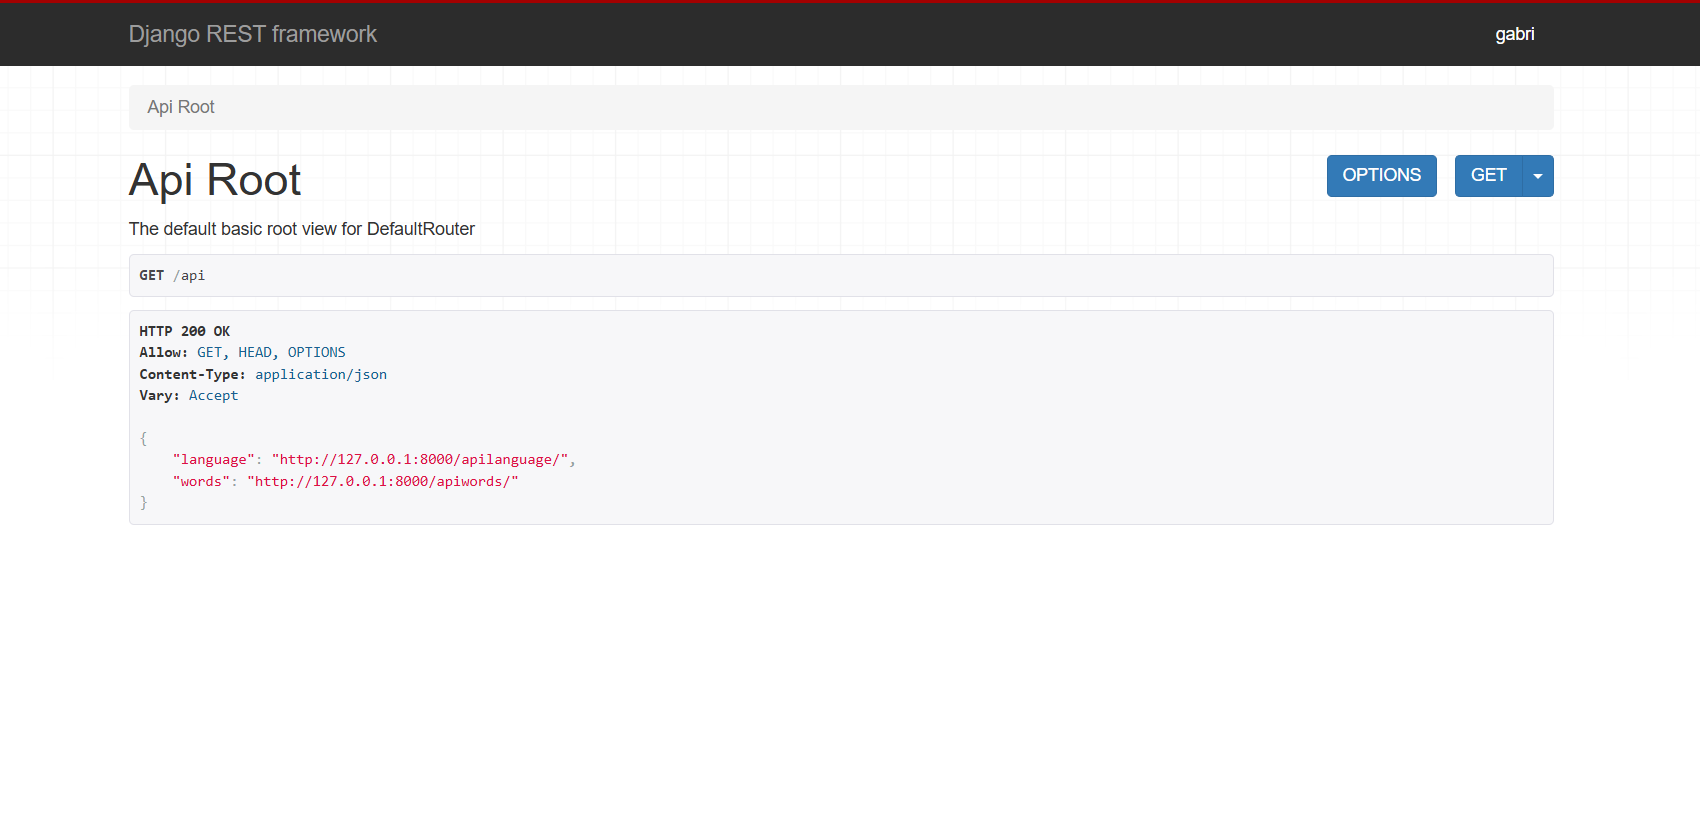 Django REST framework
gabri
Api Root
Api Root
OPTIONS
GET
The default basic root view for DefaultRouter
GET /api
HTTP 200 OK
Allow: GET, HEAD, OPTIONS
Content-Type: application/json
Vary: Accept
{
"language": "http://127.0.0.1:8000/apilanguage/",
"words": "http://127.0.0.1:8000/apiwords/"
}